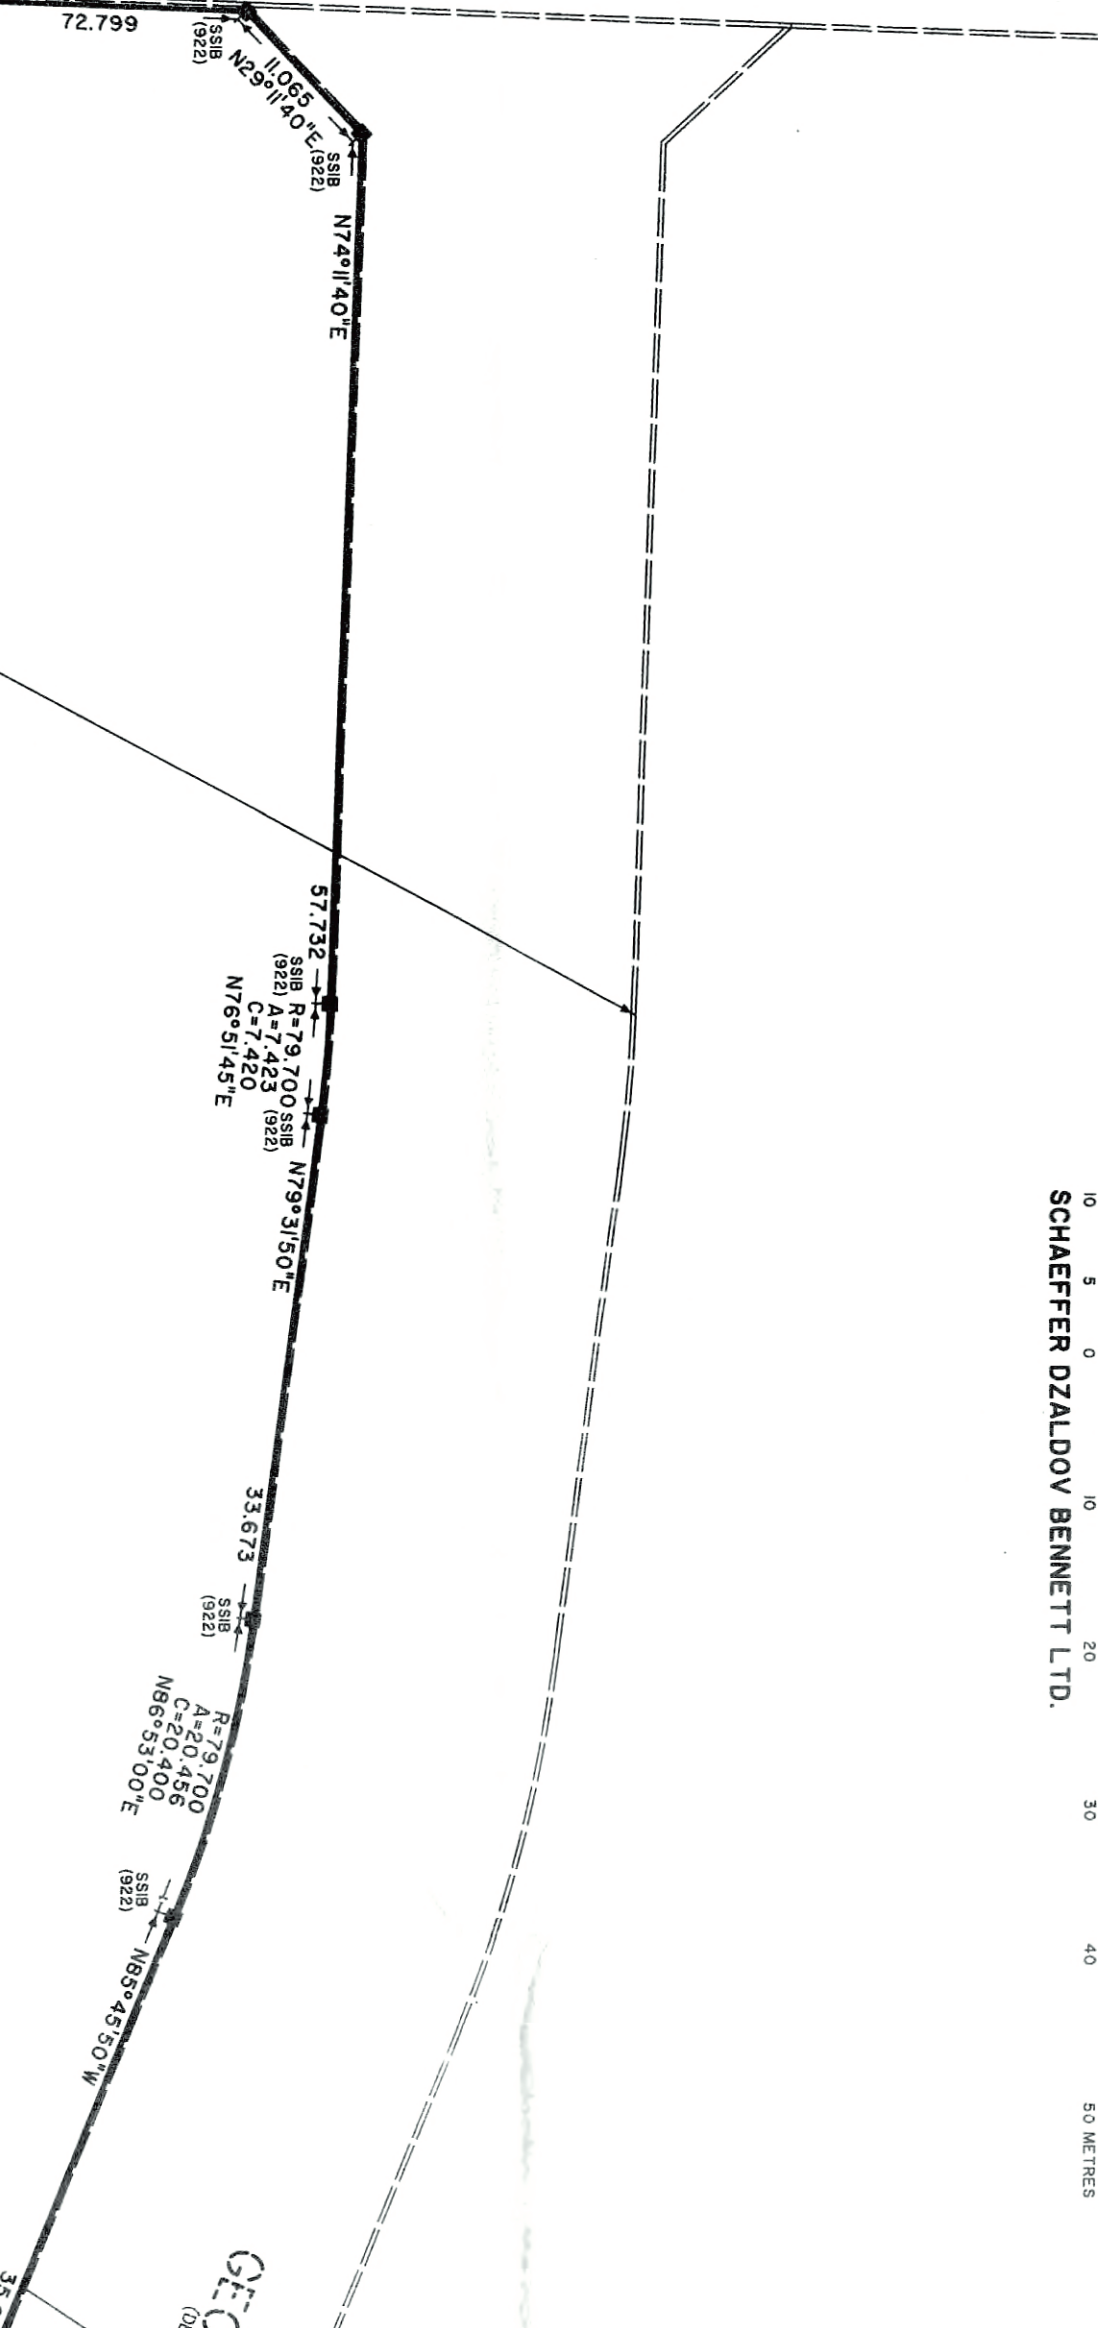 10 5 0 10 20 30 40 50 METRES
SCHAEFFER DZALDOV BENNETT LTD.
72.799
SSIB
(922)
11.065
N29°11'40"E
SSIB
(922)
N74°11'40"E
57.732
SSIB
(922)
R=79.700
A=7.423
C=7.420
N76°51'45"E
SSIB
(922)
N79°31'50"E
33.673
SSIB
(922)
R=79.700
A=20.456
C=20.400
N86°53'00"E
SSIB
(922)
N85°45'50"W